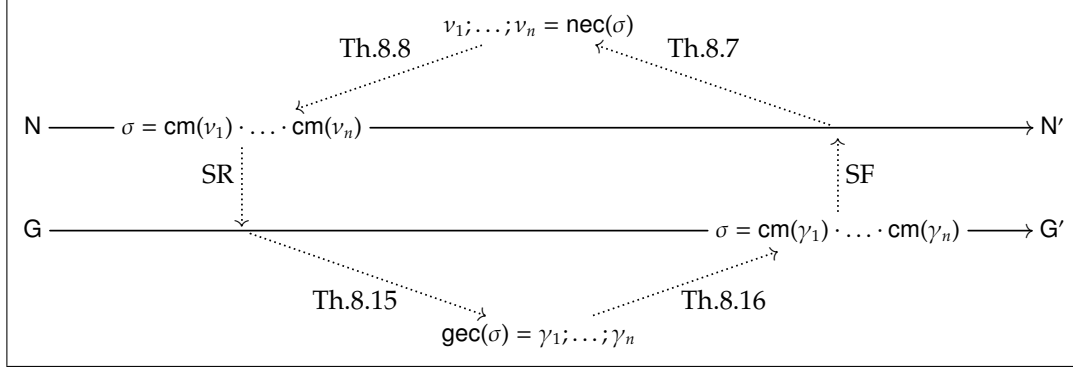 ν₁;…;νₙ = nec(σ)
Th.8.8 Th.8.7
N σ = cm(ν₁) · … · cm(νₙ) N′
SR SF
G σ = cm(γ₁) · … · cm(γₙ) G′
Th.8.15 Th.8.16
gec(σ) = γ₁;…;γₙ